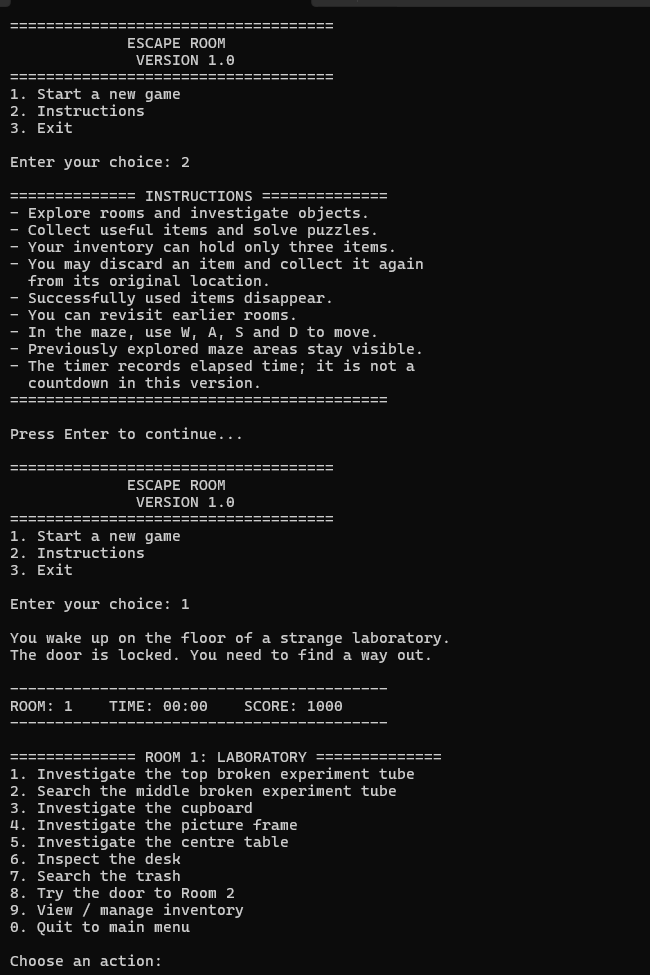 ==================================== 
             ESCAPE ROOM
              VERSION 1.0
====================================
1. Start a new game
2. Instructions
3. Exit

Enter your choice: 2

============== INSTRUCTIONS ==============
- Explore rooms and investigate objects.
- Collect useful items and solve puzzles.
- Your inventory can hold only three items.
- You may discard an item and collect it again
  from its original location.
- Successfully used items disappear.
- You can revisit earlier rooms.
- In the maze, use W, A, S and D to move.
- Previously explored maze areas stay visible.
- The timer records elapsed time; it is not a
  countdown in this version.
==========================================

Press Enter to continue...

====================================
             ESCAPE ROOM
              VERSION 1.0
====================================
1. Start a new game
2. Instructions
3. Exit

Enter your choice: 1

You wake up on the floor of a strange laboratory.
The door is locked. You need to find a way out.

------------------------------------------
ROOM: 1    TIME: 00:00    SCORE: 1000
------------------------------------------

============== ROOM 1: LABORATORY ==============
1. Investigate the top broken experiment tube
2. Search the middle broken experiment tube
3. Investigate the cupboard
4. Investigate the picture frame
5. Investigate the centre table
6. Inspect the desk
7. Search the trash
8. Try the door to Room 2
9. View / manage inventory
0. Quit to main menu

Choose an action: